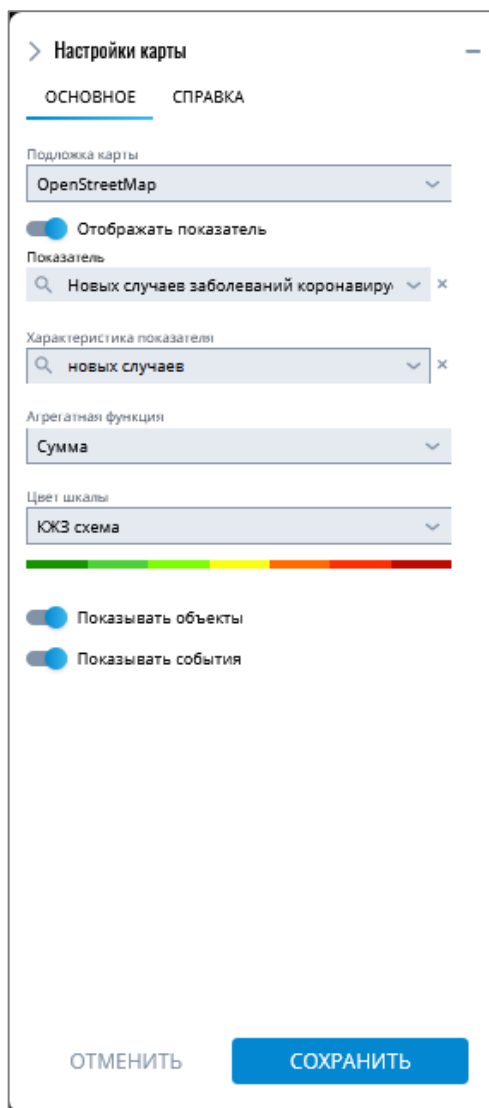 Настройки карты
ОСНОВНОЕ СПРАВКА
Подложка карты
OpenStreetMap
Отображать показатель
Показатель
Новых случаев заболеваний коронавиру
Характеристика показателя
новых случаев
Агрегатная функция
Сумма
Цвет шкалы
КЖЗ схема
Показывать объекты
Показывать события
ОТМЕНИТЬ СОХРАНИТЬ